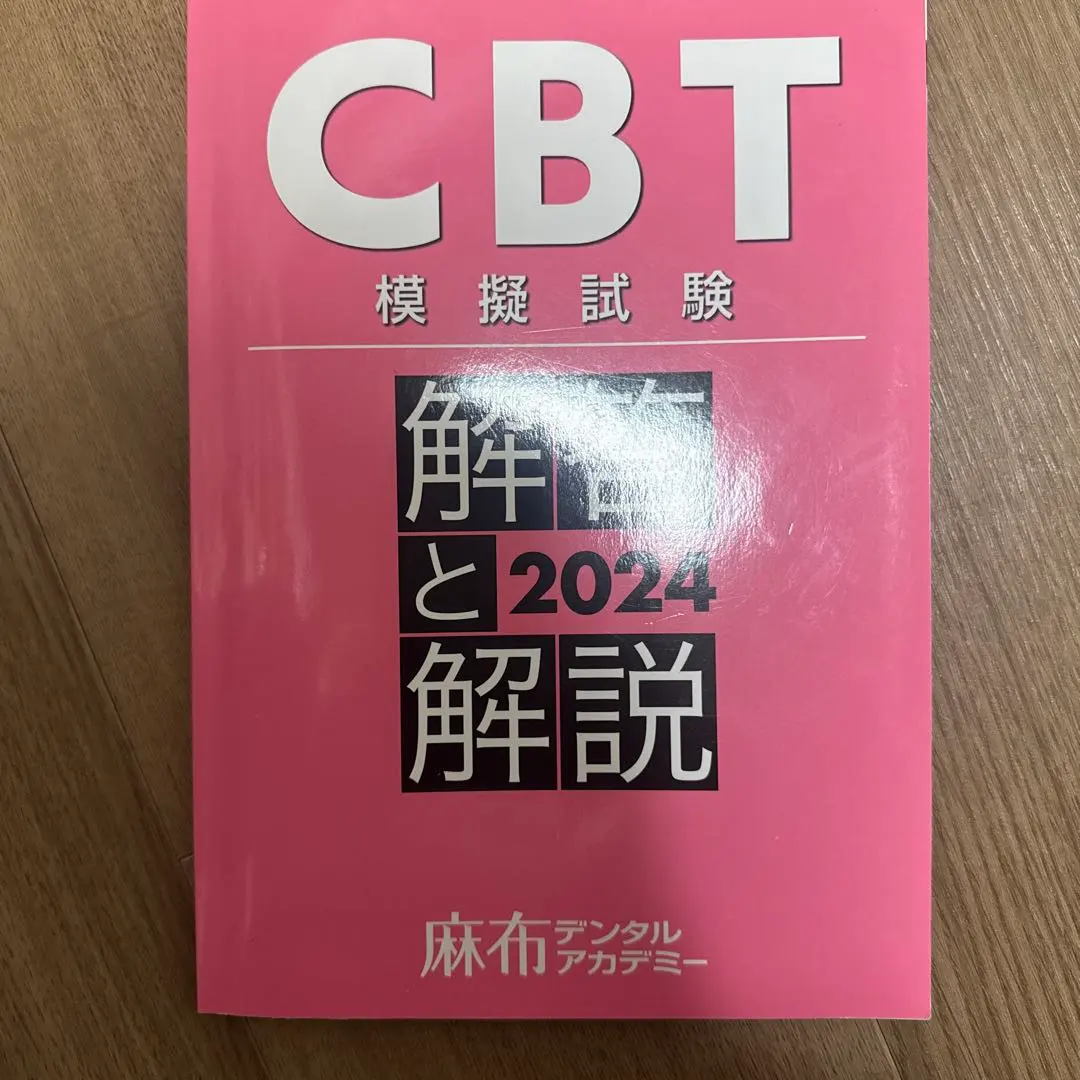 CBT
模擬試験
解答
と 2024
解説
麻布デンタル
アカデミー